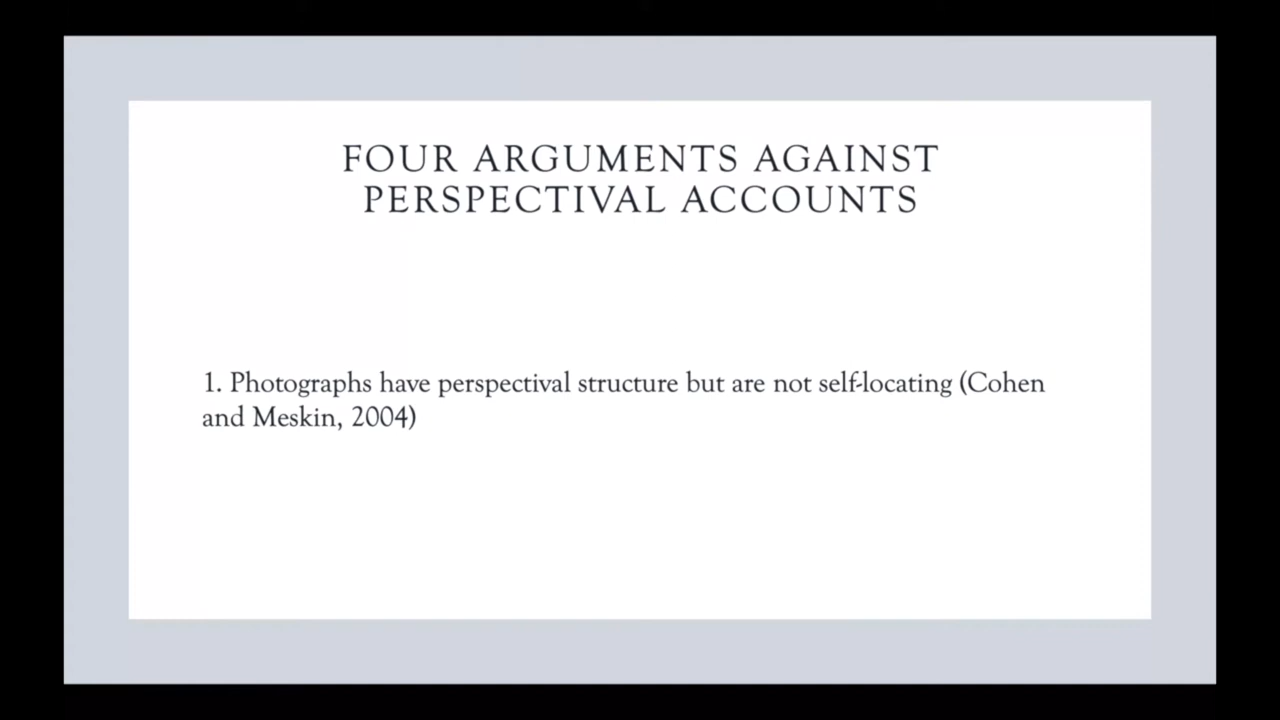 FOUR ARGUMENTS AGAINST
PERSPECTIVAL ACCOUNTS
1. Photographs have perspectival structure but are not self-locating (Cohen
and Meskin, 2004)